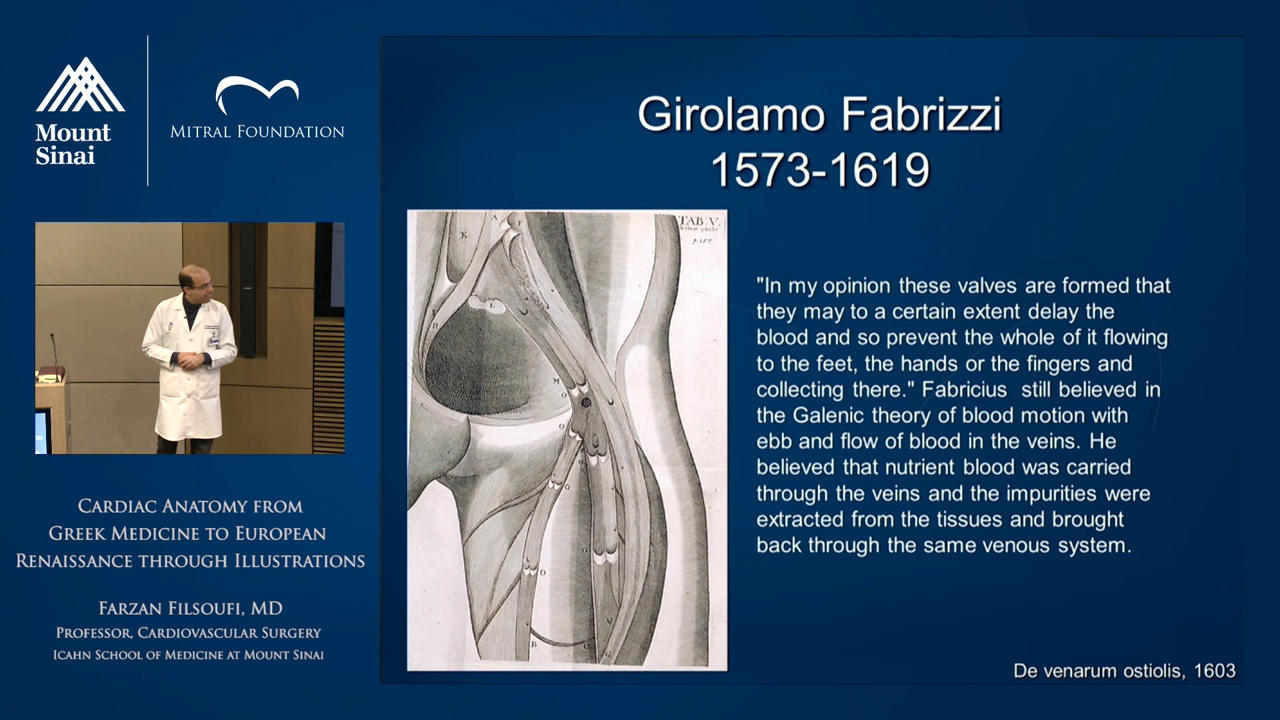 Mount
Sinai
MITRAL FOUNDATION
CARDIAC ANATOMY FROM
GREEK MEDICINE TO EUROPEAN
RENAISSANCE THROUGH ILLUSTRATIONS
FARZAN FILSOUFI, MD
PROFESSOR, CARDIOVASCULAR SURGERY
ICAHN SCHOOL OF MEDICINE AT MOUNT SINAI
Girolamo Fabrizzi
1573-1619
TAB. V.
"In my opinion these valves are formed that
they may to a certain extent delay the
blood and so prevent the whole of it flowing
to the feet, the hands or the fingers and
collecting there." Fabricius still believed in
the Galenic theory of blood motion with
ebb and flow of blood in the veins. He
believed that nutrient blood was carried
through the veins and the impurities were
extracted from the tissues and brought
back through the same venous system.
De venarum ostiolis, 1603